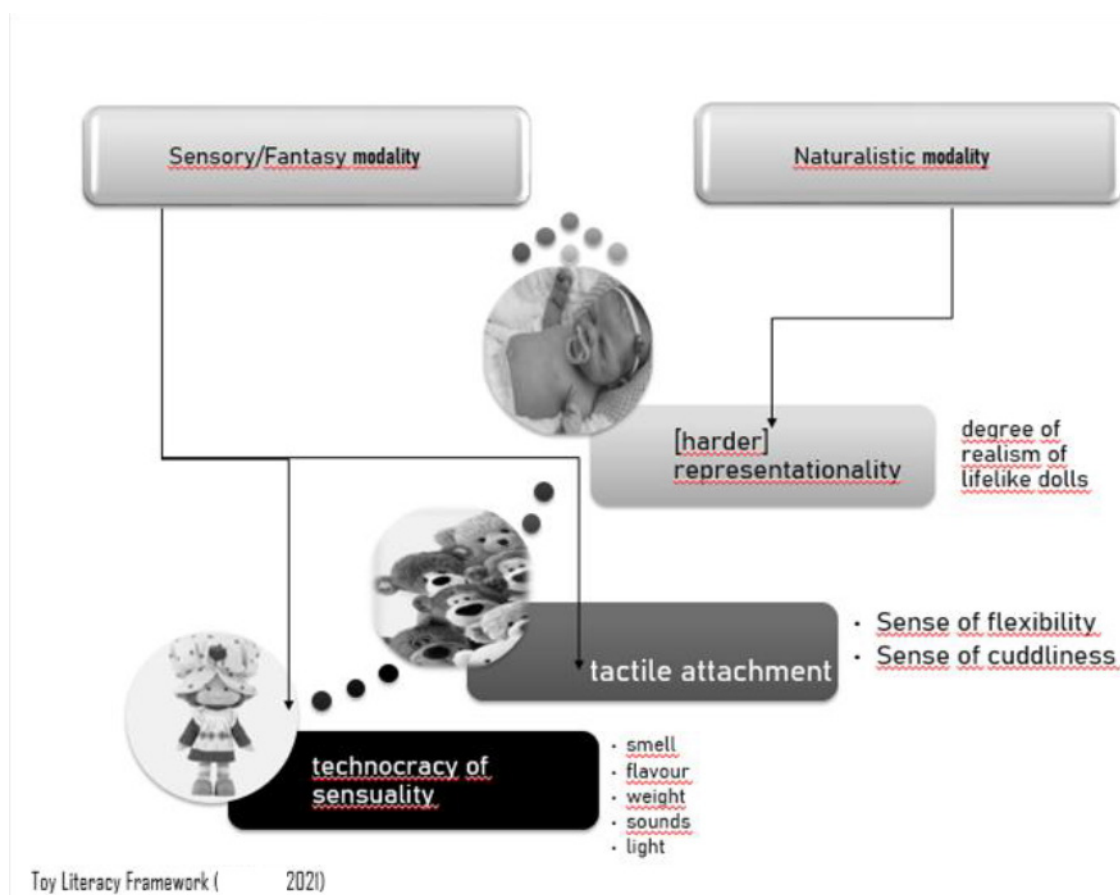 Sensory/Fantasy modality
Naturalistic modality
[harder]
representationality
degree of
realism of
lifelike dolls
tactile attachment
· Sense of flexibility
· Sense of cuddliness
technocracy of
sensuality
· smell
· flavour
· weight
· sounds
· light
Toy Literacy Framework ( 2021)